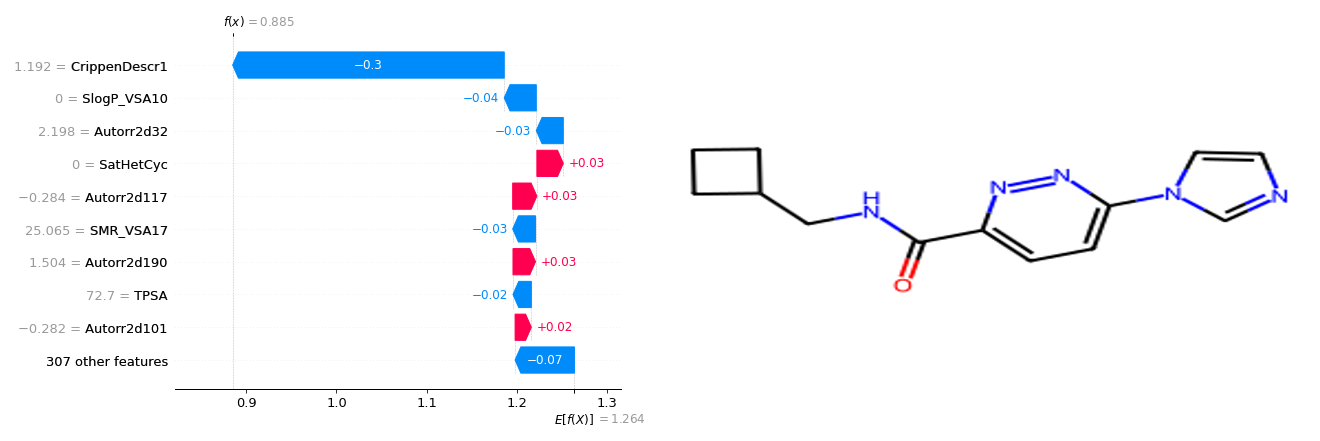 f(x) = 0.885
1.192 = CrippenDescr1
−0.3
0 = SlogP_VSA10
−0.04
2.198 = Autorr2d32
−0.03
0 = SatHetCyc
+0.03
−0.284 = Autorr2d117
+0.03
25.065 = SMR_VSA17
−0.03
1.504 = Autorr2d190
+0.03
72.7 = TPSA
−0.02
−0.282 = Autorr2d101
+0.02
307 other features
−0.07
0.9 1.0 1.1 1.2 1.3
E[f(X)] = 1.264
H
N
O
N
N
N
N